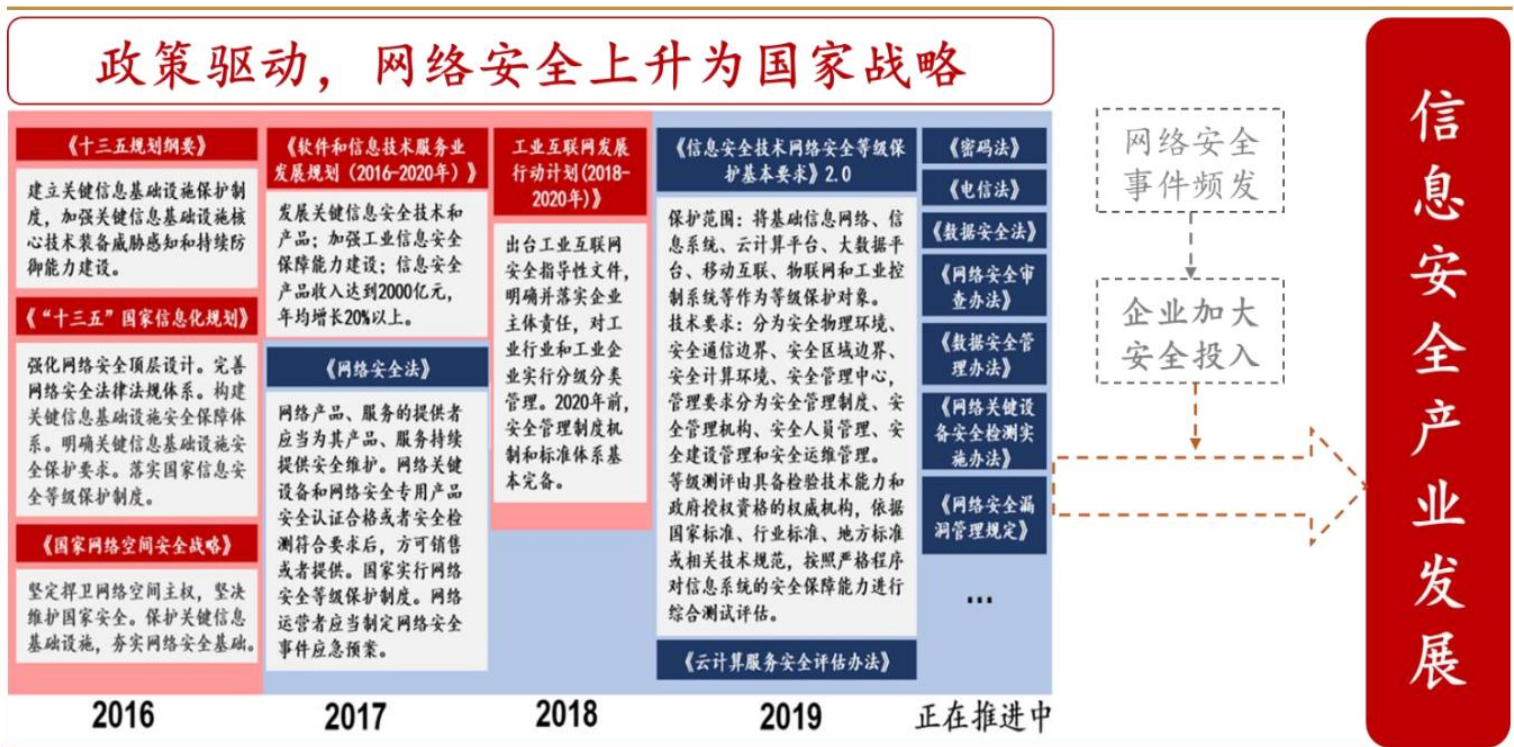 政策驱动，网络安全上升为国家战略
《十三五规划纲要》
建立关键信息基础设施保护制
度，加强关键信息基础设施核
心技术装备威胁感知和持续防
御能力建设。
《“十三五”国家信息化规划》
强化网络安全顶层设计。完善
网络安全法律法规体系。构建
关键信息基础设施安全保障体
系。明确关键信息基础设施安
全保护要求。落实国家信息安
全等级保护制度。
《国家网络空间安全战略》
坚定捍卫网络空间主权，坚决
维护国家安全。保护关键信息
基础设施，夯实网络安全基础。
2016
《软件和信息技术服务业
发展规划（2016-2020年）》
发展关键信息安全技术和
产品；加强工业信息安全
保障能力建设；信息安全
产品收入达到2000亿元，
年均增长20%以上。
《网络安全法》
网络产品、服务的提供者
应当为其产品、服务持续
提供安全维护。网络关键
设备和网络安全专用产品
安全认证合格或者安全检
测符合要求后，方可销售
或者提供。国家实行网络
安全等级保护制度。网络
运营者应当制定网络安全
事件应急预案。
2017
工业互联网发展
行动计划(2018-
2020年)》
出台工业互联网
安全指导性文件，
明确并落实企业
主体责任，对工
业行业和工业企
业实行分级分类
管理。2020年前，
安全管理制度机
制和标准体系基
本完备。
2018
《信息安全技术网络安全等级保
护基本要求》2.0
保护范围：将基础信息网络、信
息系统、云计算平台、大数据平
台、移动互联、物联网和工业控
制系统等作为等级保护对象。
技术要求：分为安全物理环境、
安全通信边界、安全区域边界、
安全计算环境、安全管理中心，
管理要求分为安全管理制度、安
全管理机构、安全人员管理、安
全建设管理和安全运维管理。
等级测评由具备检验技术能力和
政府授权资格的权威机构，依据
国家标准、行业标准、地方标准
或相关技术规范，按照严格程序
对信息系统的安全保障能力进行
综合测试评估。
《云计算服务安全评估办法》
2019
《密码法》
《电信法》
《数据安全法》
《网络安全审
查办法》
《数据安全管
理办法》
《网络关键设
备安全检测实
施办法》
《网络安全漏
洞管理规定》
…
正在推进中
网络安全
事件频发
企业加大
安全投入
信息安全产业发展